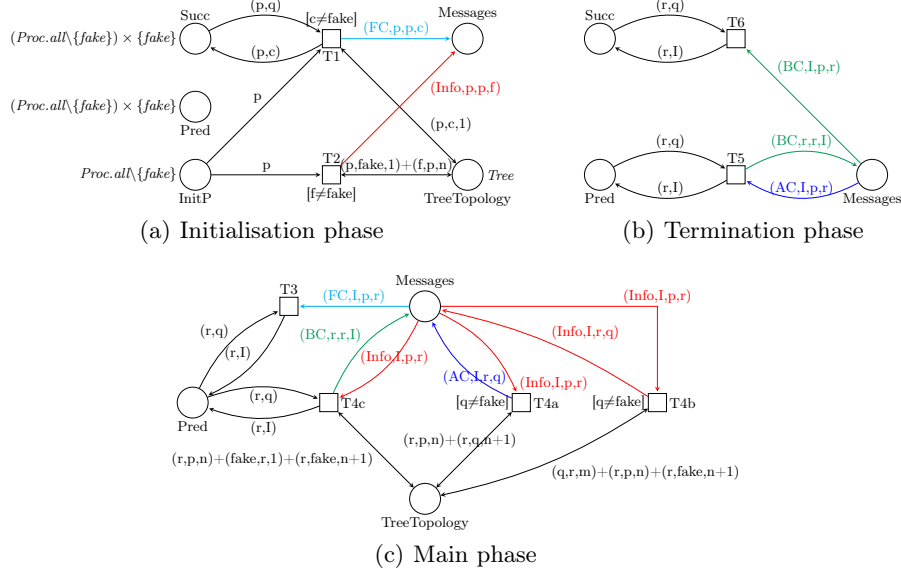 Succ
(p,q)
[c≠fake]
(FC,p,p,c)
Messages
(Proc.all\{fake}) × {fake}
(p,c)
T1
(Info,p,p,f)
p
(Proc.all\{fake}) × {fake}
Pred
(p,c,1)
T2
p
(p,fake,1)+(f,p,n)
Proc.all\{fake}
Tree
InitP
[f≠fake]
TreeTopology
(a) Initialisation phase
Succ
(r,q)
T6
(r,I)
(BC,I,p,r)
(r,q)
T5
(BC,r,r,I)
(r,I)
(AC,I,p,r)
Pred
Messages
(b) Termination phase
Messages
T3
(FC,I,p,r)
(Info,I,p,r)
(r,q)
(r,I)
(BC,r,r,I)
(Info,I,r,q)
(Info,I,p,r)
(AC,I,r,q)
(Info,I,p,r)
(r,q)
T4c
[q≠fake]
T4a
[q≠fake]
T4b
Pred
(r,I)
(r,p,n)+(r,q,n+1)
(r,p,n)+(fake,r,1)+(r,fake,n+1)
(q,r,m)+(r,p,n)+(r,fake,n+1)
TreeTopology
(c) Main phase